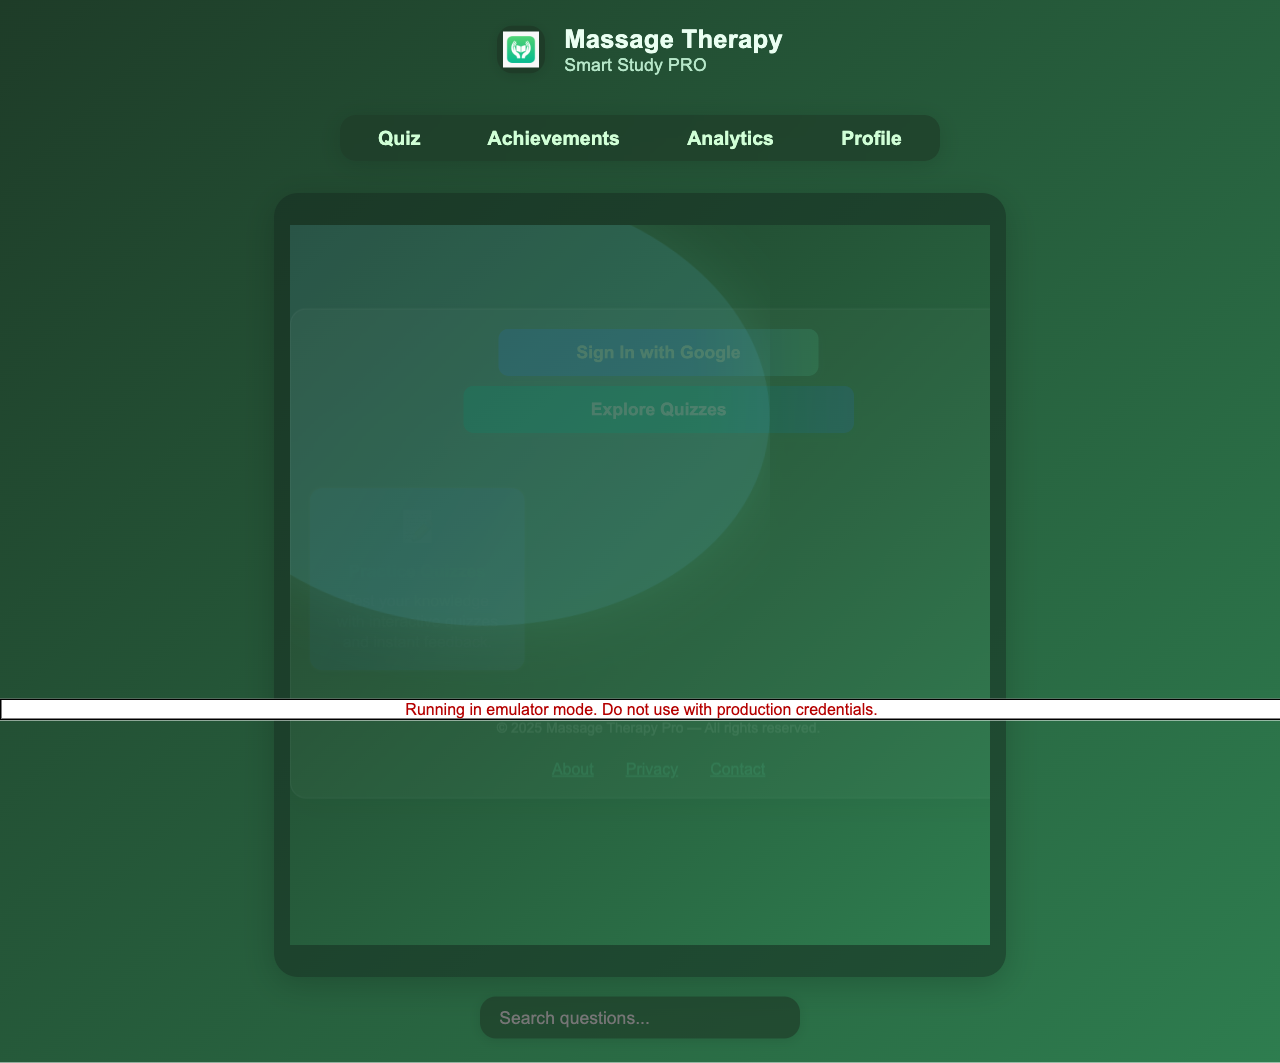 Massage Therapy
Smart Study PRO
Quiz Achievements Analytics Profile
Sign In with Google
Explore Quizzes
Running in emulator mode. Do not use with production credentials.
© 2025 Massage Therapy Pro — All rights reserved.
About Privacy Contact
Search questions...